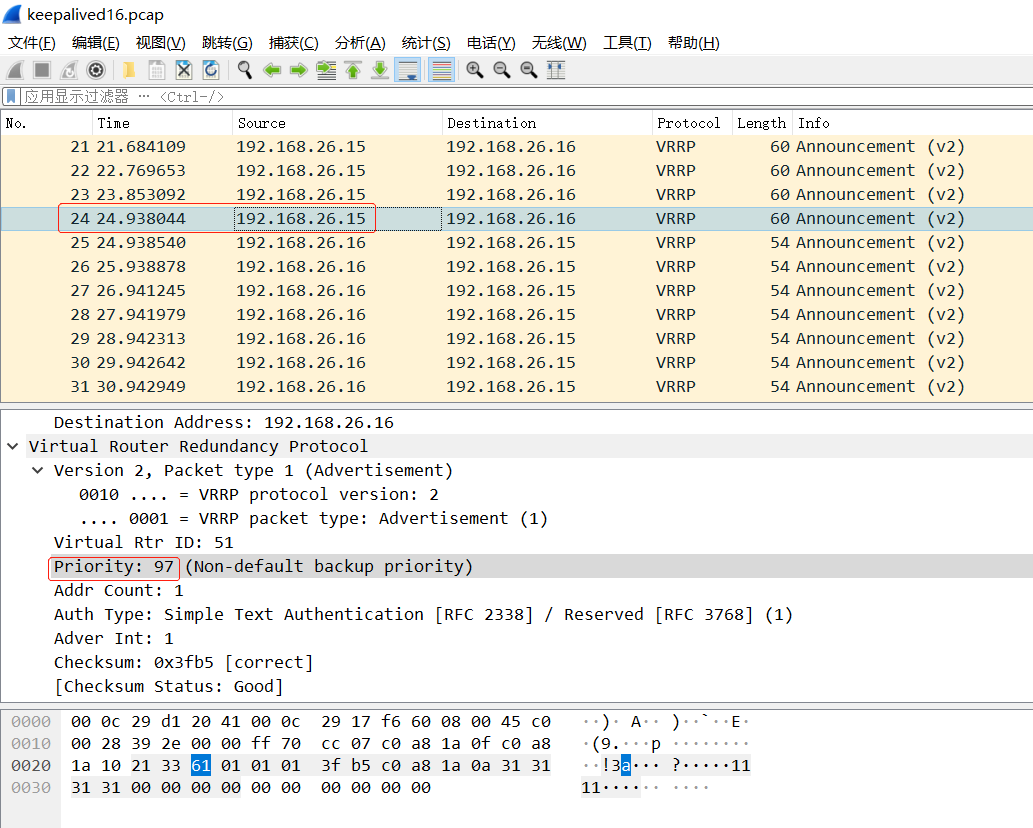 keepalived16.pcap
文件(F) 编辑(E) 视图(V) 跳转(G) 捕获(C) 分析(A) 统计(S) 电话(Y) 无线(W) 工具(T) 帮助(H)
应用显示过滤器 … <Ctrl-/>
No. Time Source Destination Protocol Length Info
21 21.684109 192.168.26.15 192.168.26.16 VRRP 60 Announcement (v2)
22 22.769653 192.168.26.15 192.168.26.16 VRRP 60 Announcement (v2)
23 23.853092 192.168.26.15 192.168.26.16 VRRP 60 Announcement (v2)
24 24.938044 192.168.26.15 192.168.26.16 VRRP 60 Announcement (v2)
25 24.938540 192.168.26.16 192.168.26.15 VRRP 54 Announcement (v2)
26 25.938878 192.168.26.16 192.168.26.15 VRRP 54 Announcement (v2)
27 26.941245 192.168.26.16 192.168.26.15 VRRP 54 Announcement (v2)
28 27.941979 192.168.26.16 192.168.26.15 VRRP 54 Announcement (v2)
29 28.942313 192.168.26.16 192.168.26.15 VRRP 54 Announcement (v2)
30 29.942642 192.168.26.16 192.168.26.15 VRRP 54 Announcement (v2)
31 30.942949 192.168.26.16 192.168.26.15 VRRP 54 Announcement (v2)
Destination Address: 192.168.26.16
Virtual Router Redundancy Protocol
Version 2, Packet type 1 (Advertisement)
0010 .... = VRRP protocol version: 2
.... 0001 = VRRP packet type: Advertisement (1)
Virtual Rtr ID: 51
Priority: 97 (Non-default backup priority)
Addr Count: 1
Auth Type: Simple Text Authentication [RFC 2338] / Reserved [RFC 3768] (1)
Adver Int: 1
Checksum: 0x3fb5 [correct]
[Checksum Status: Good]
0000 00 0c 29 d1 20 41 00 0c 29 17 f6 60 08 00 45 c0 ··)· A·· )··`··E·
0010 00 28 39 2e 00 00 ff 70 cc 07 c0 a8 1a 0f c0 a8 ·(9.···p ········
0020 1a 10 21 33 61 01 01 01 3f b5 c0 a8 1a 0a 31 31 ··!3a··· ?·····11
0030 31 31 00 00 00 00 00 00 00 00 00 00 11······ ····